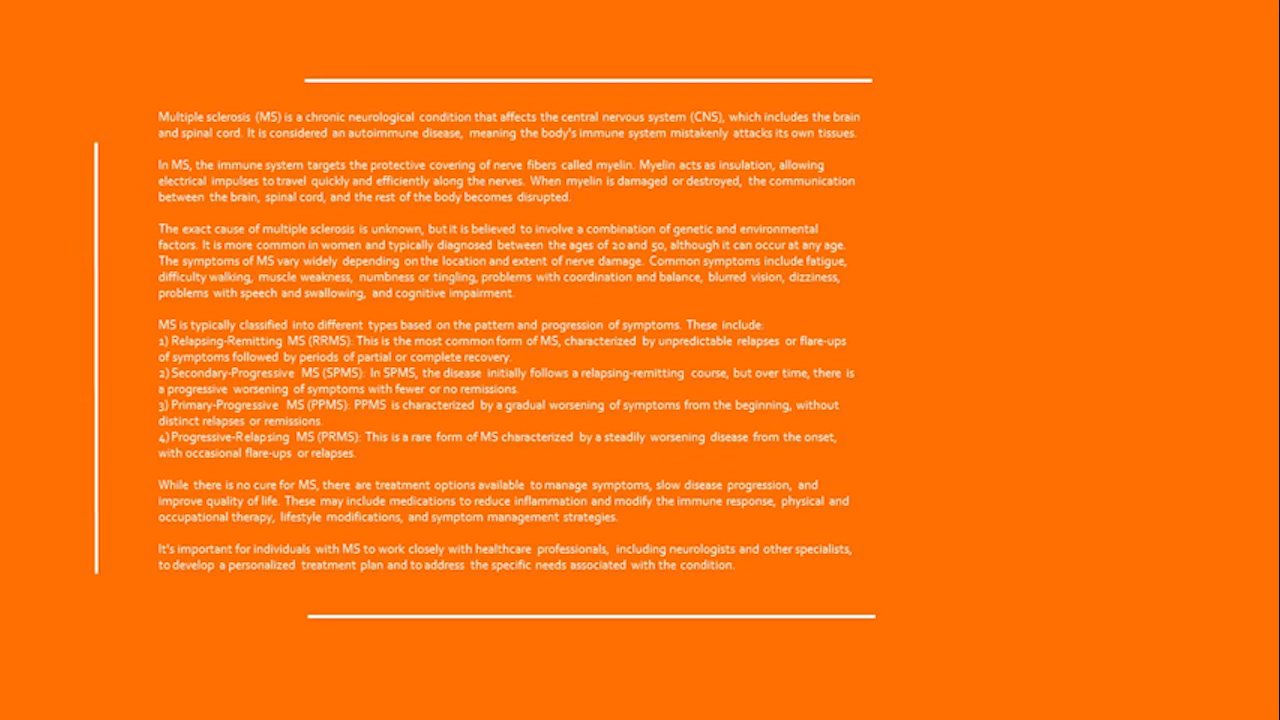 Multiple sclerosis (MS) is a chronic neurological condition that affects the central nervous system (CNS), which includes the brain
and spinal cord. It is considered an autoimmune disease, meaning the body's immune system mistakenly attacks its own tissues.
In MS, the immune system targets the protective covering of nerve fibers called myelin. Myelin acts as insulation, allowing
electrical impulses to travel quickly and efficiently along the nerves. When myelin is damaged or destroyed, the communication
between the brain, spinal cord, and the rest of the body becomes disrupted.
The exact cause of multiple sclerosis is unknown, but it is believed to involve a combination of genetic and environmental
factors. It is more common in women and typically diagnosed between the ages of 20 and 50, although it can occur at any age.
The symptoms of MS vary widely depending on the location and extent of nerve damage. Common symptoms include fatigue,
difficulty walking, muscle weakness, numbness or tingling, problems with coordination and balance, blurred vision, dizziness,
problems with speech and swallowing, and cognitive impairment.
MS is typically classified into different types based on the pattern and progression of symptoms. These include:
1) Relapsing-Remitting MS (RRMS): This is the most common form of MS, characterized by unpredictable relapses or flare-ups
of symptoms followed by periods of partial or complete recovery.
2) Secondary-Progressive MS (SPMS): In SPMS, the disease initially follows a relapsing-remitting course, but over time, there is
a progressive worsening of symptoms with fewer or no remissions.
3) Primary-Progressive MS (PPMS): PPMS is characterized by a gradual worsening of symptoms from the beginning, without
distinct relapses or remissions.
4) Progressive-Relapsing MS (PRMS): This is a rare form of MS characterized by a steadily worsening disease from the onset,
with occasional flare-ups or relapses.
While there is no cure for MS, there are treatment options available to manage symptoms, slow disease progression, and
improve quality of life. These may include medications to reduce inflammation and modify the immune response, physical and
occupational therapy, lifestyle modifications, and symptom management strategies.
It's important for individuals with MS to work closely with healthcare professionals, including neurologists and other specialists,
to develop a personalized treatment plan and to address the specific needs associated with the condition.